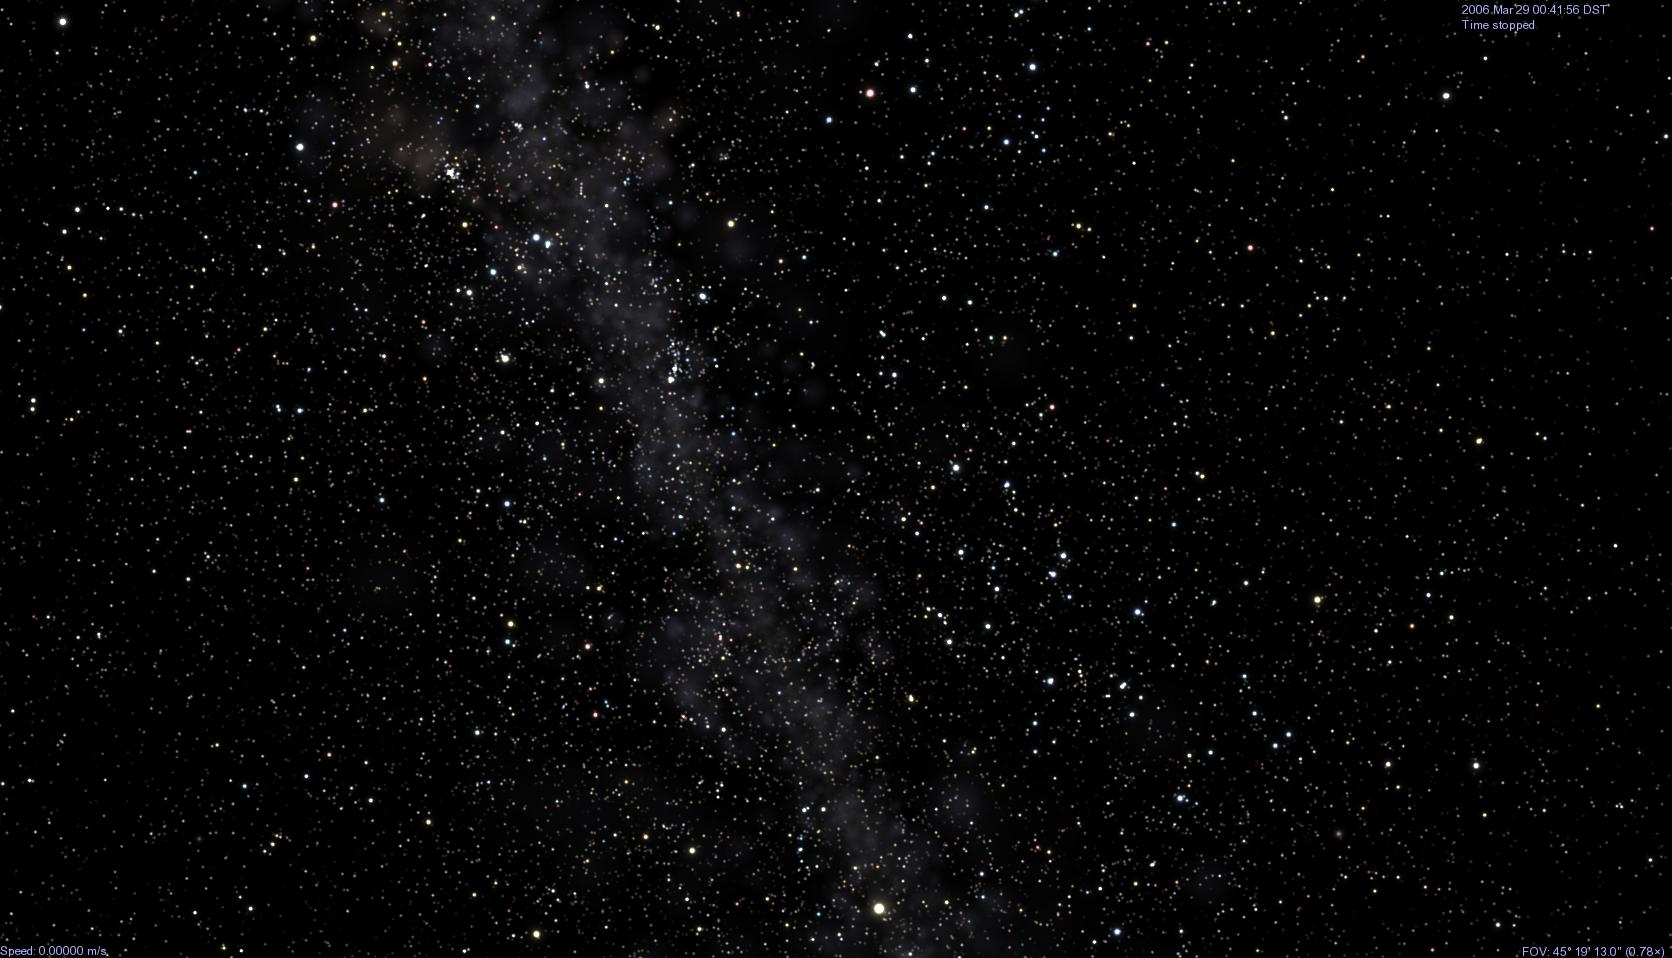 2006 Mar 29 00:41:56 DST
Time stopped
Speed: 0.00000 m/s
FOV: 45° 19' 13.0" (0.78×)